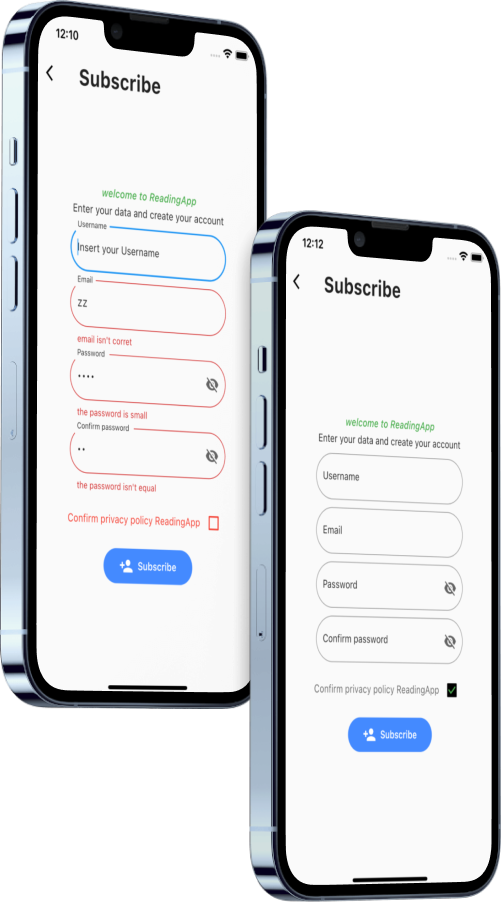 12:10
Subscribe
welcome to ReadingApp
Enter your data and create your account
Username
Insert your Username
Email
zz
email isn't corret
Password
••••
the password is small
Confirm password
••
the password isn't equal
Confirm privacy policy ReadingApp
Subscribe
12:12
Subscribe
welcome to ReadingApp
Enter your data and create your account
Username
Email
Password
Confirm password
Confirm privacy policy ReadingApp
Subscribe